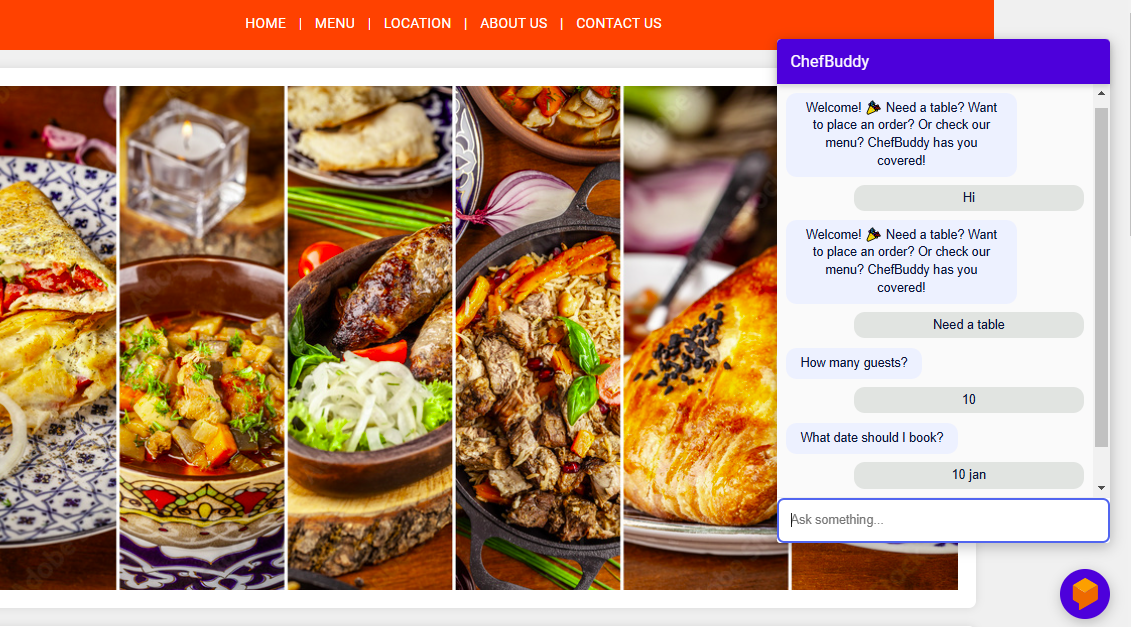 HOME | MENU | LOCATION | ABOUT US | CONTACT US
ChefBuddy
Welcome! 🎉 Need a table? Want
to place an order? Or check our
menu? ChefBuddy has you
covered!
Hi
Welcome! 🎉 Need a table? Want
to place an order? Or check our
menu? ChefBuddy has you
covered!
Need a table
How many guests?
10
What date should I book?
10 jan
Ask something...